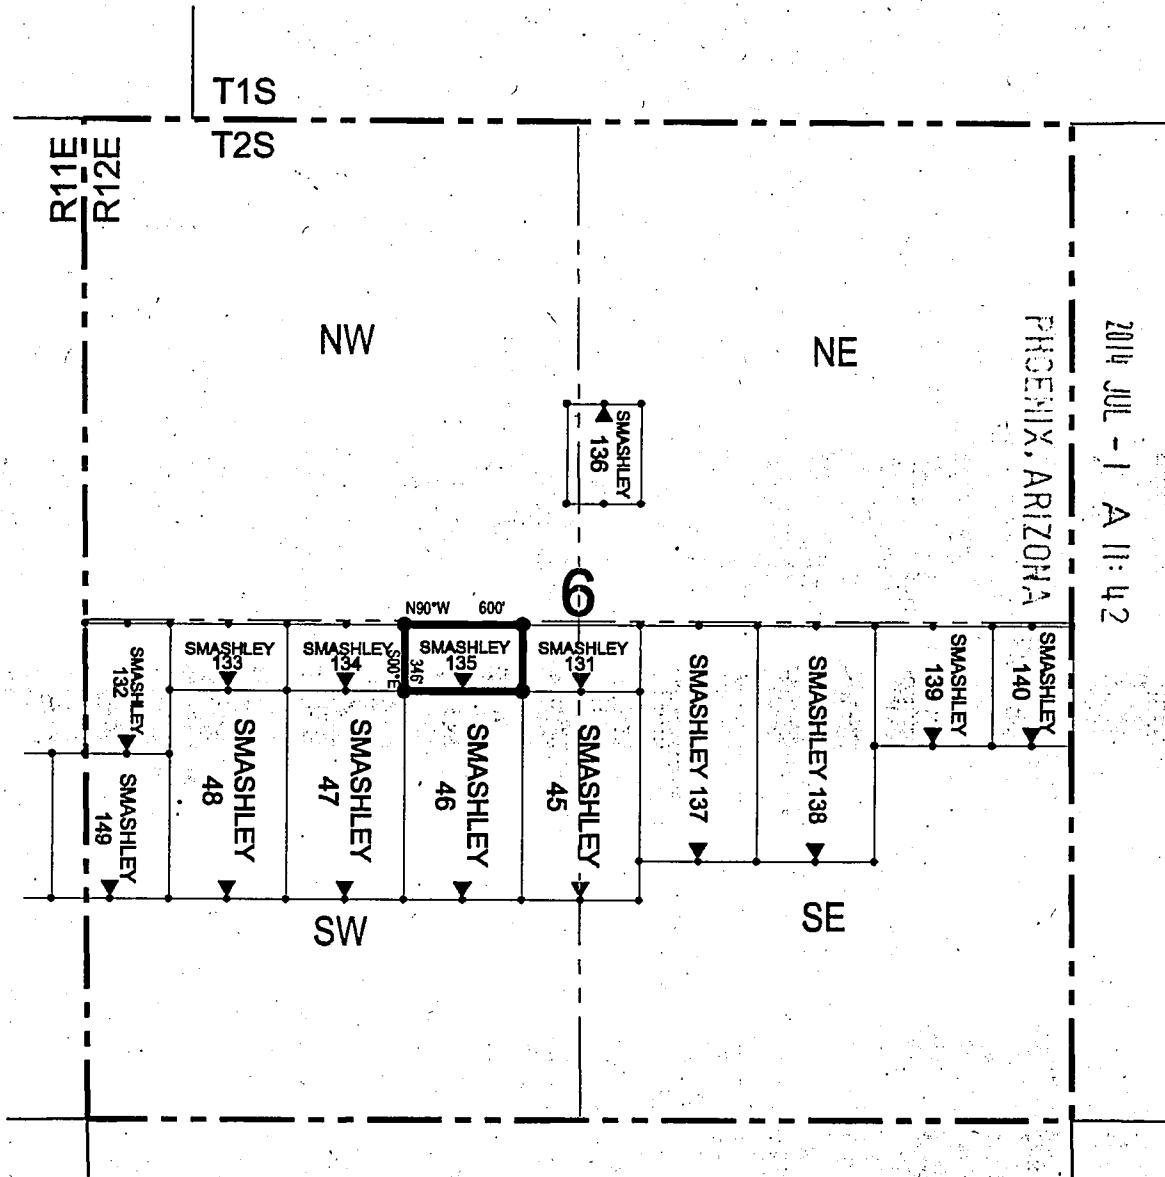 T1S
T2S
R11E
R12E
NW
NE
2014 JUL -1 A 11:42
PHOENIX, ARIZONA
SMASHLEY
136
6
N90°W 600'
S00°E
346'
SMASHLEY
132
SMASHLEY
133
SMASHLEY
134
SMASHLEY
135
SMASHLEY
131
SMASHLEY 137
SMASHLEY 138
SMASHLEY
139
SMASHLEY
140
SMASHLEY
149
SMASHLEY
48
SMASHLEY
47
SMASHLEY
46
SMASHLEY
45
SW
SE